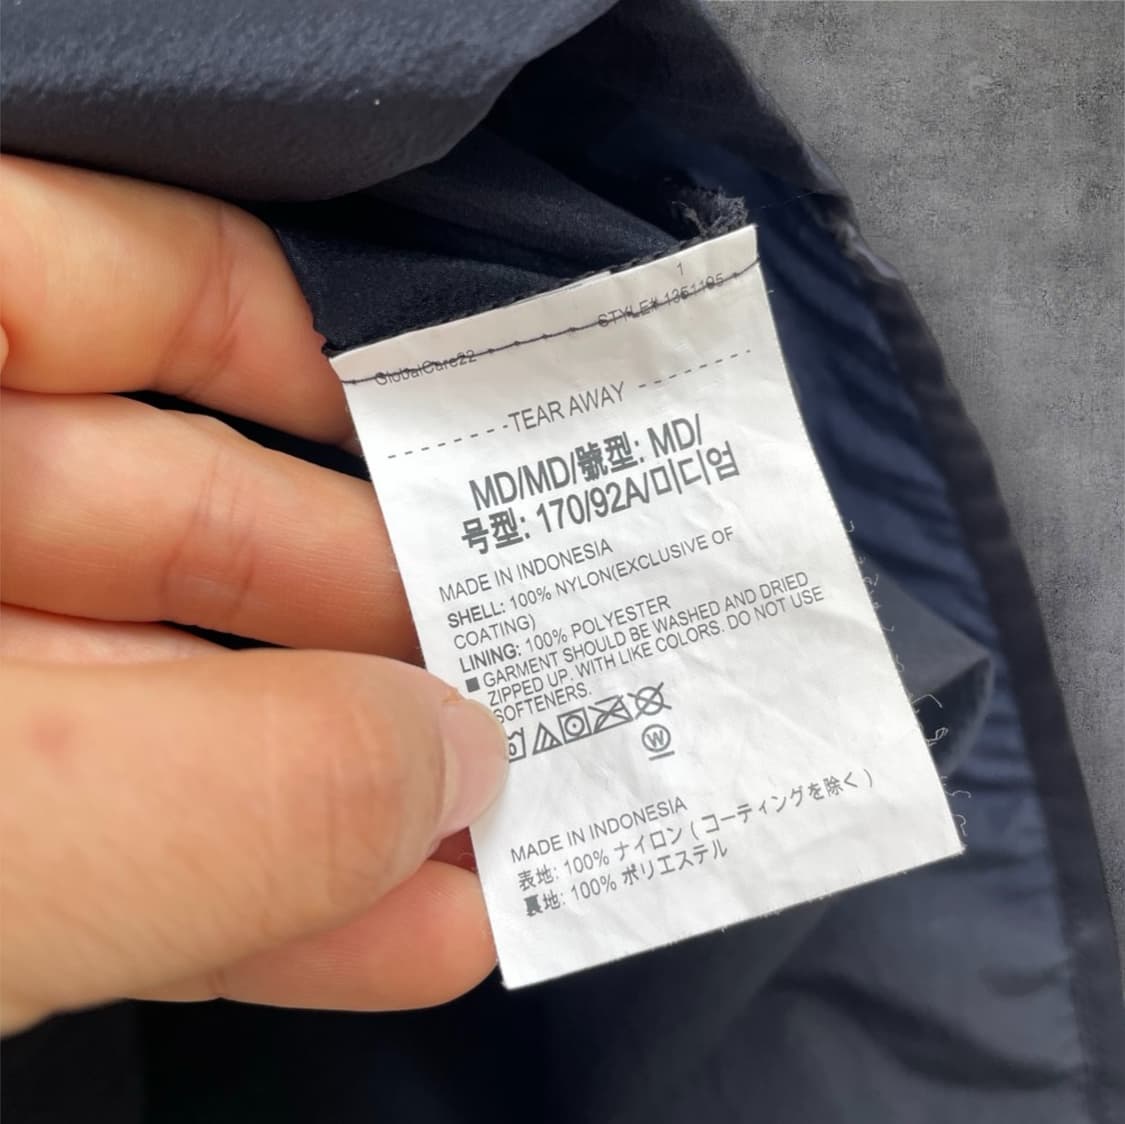 1
GlobalCare22 STYLE# 1351195
-------TEAR AWAY -------
MD/MD/號型: MD/
号型: 170/92A/미디엄
MADE IN INDONESIA
SHELL: 100% NYLON(EXCLUSIVE OF
COATING)
LINING: 100% POLYESTER
■ GARMENT SHOULD BE WASHED AND DRIED
ZIPPED UP. WITH LIKE COLORS. DO NOT USE
SOFTENERS.
W
MADE IN INDONESIA
表地: 100% ナイロン ( コーティングを除く )
裏地: 100% ポリエステル